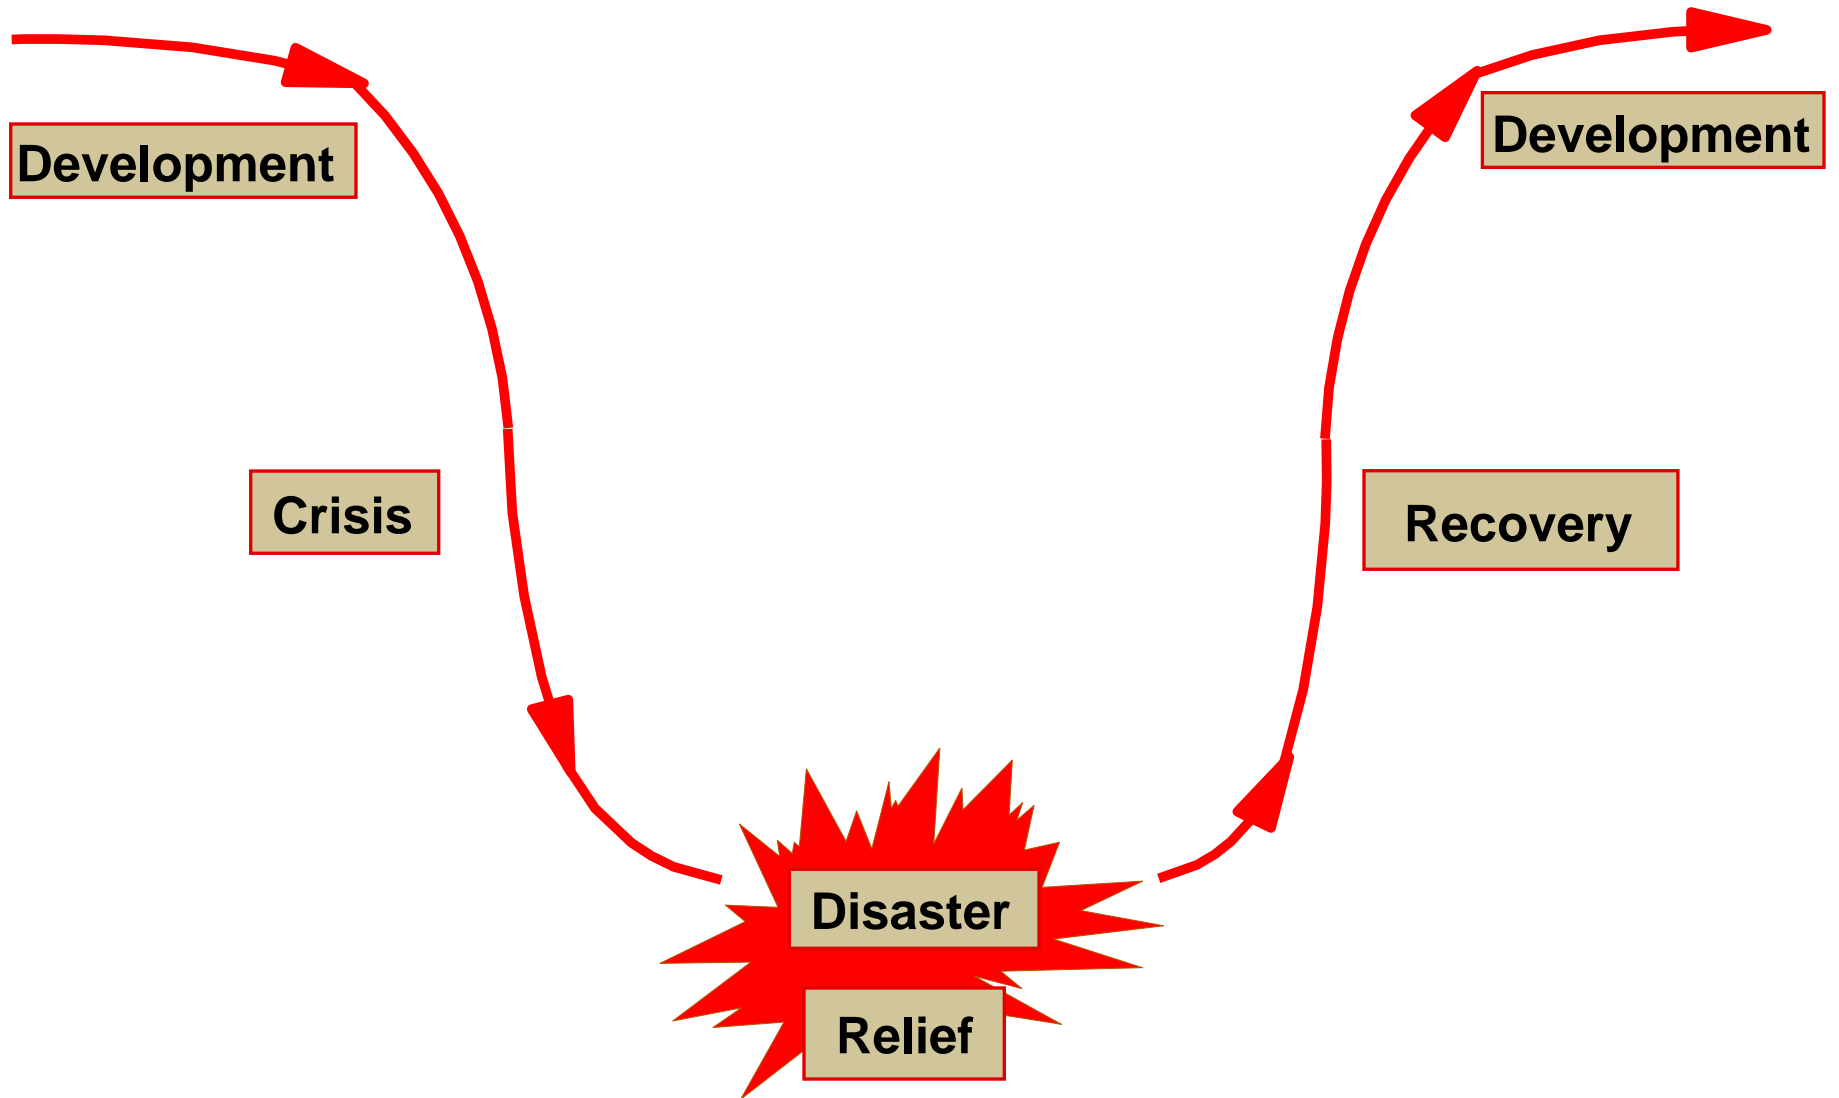 Development
Development
Crisis
Recovery
Disaster
Relief